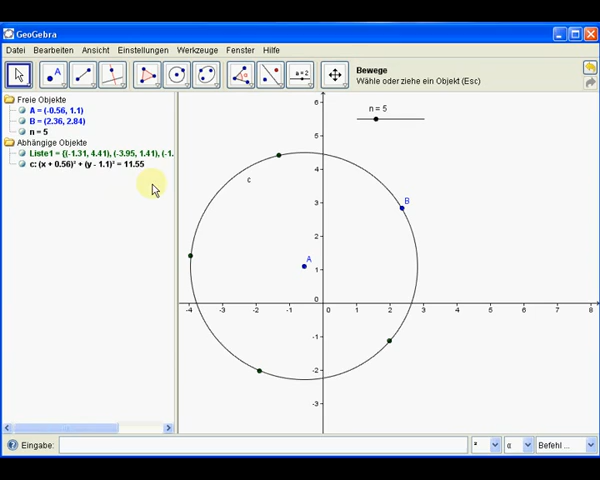 GeoGebra
Datei Bearbeiten Ansicht Einstellungen Werkzeuge Fenster Hilfe
A
a = 2
Bewege
Wähle oder ziehe ein Objekt (Esc)
Freie Objekte
A = (-0.56, 1.1)
B = (2.36, 2.84)
n = 5
Abhängige Objekte
Liste1 = {(-1.31, 4.41), (-3.95, 1.41), (-1.
c: (x + 0.56)² + (y - 1.1)² = 11.55
n = 5
6
5
4
c
3
B
2
A
1
0
-4 -3 -2 -1 0 1 2 3 4 5 6 7 8
-1
-2
-3
Eingabe:
²
α
Befehl ...